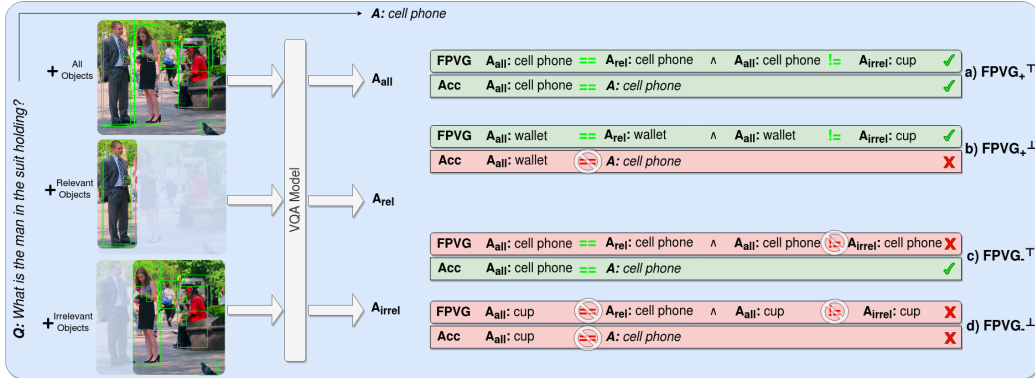 A: cell phone
Q: What is the man in the suit holding?
+ All Objects
+ Relevant Objects
+ Irrelevant Objects
VQA Model
A_all
A_rel
A_irrel
FPVG A_all: cell phone == A_rel: cell phone ∧ A_all: cell phone != A_irrel: cup ✓
Acc A_all: cell phone == A: cell phone ✓
a) FPVG₊⊤
FPVG A_all: wallet == A_rel: wallet ∧ A_all: wallet != A_irrel: cup ✓
Acc A_all: wallet == A: cell phone X
b) FPVG₊⊥
FPVG A_all: cell phone == A_rel: cell phone ∧ A_all: cell phone != A_irrel: cell phone X
Acc A_all: cell phone == A: cell phone ✓
c) FPVG₋⊤
FPVG A_all: cup == A_rel: cell phone ∧ A_all: cup != A_irrel: cup X
Acc A_all: cup == A: cell phone X
d) FPVG₋⊥